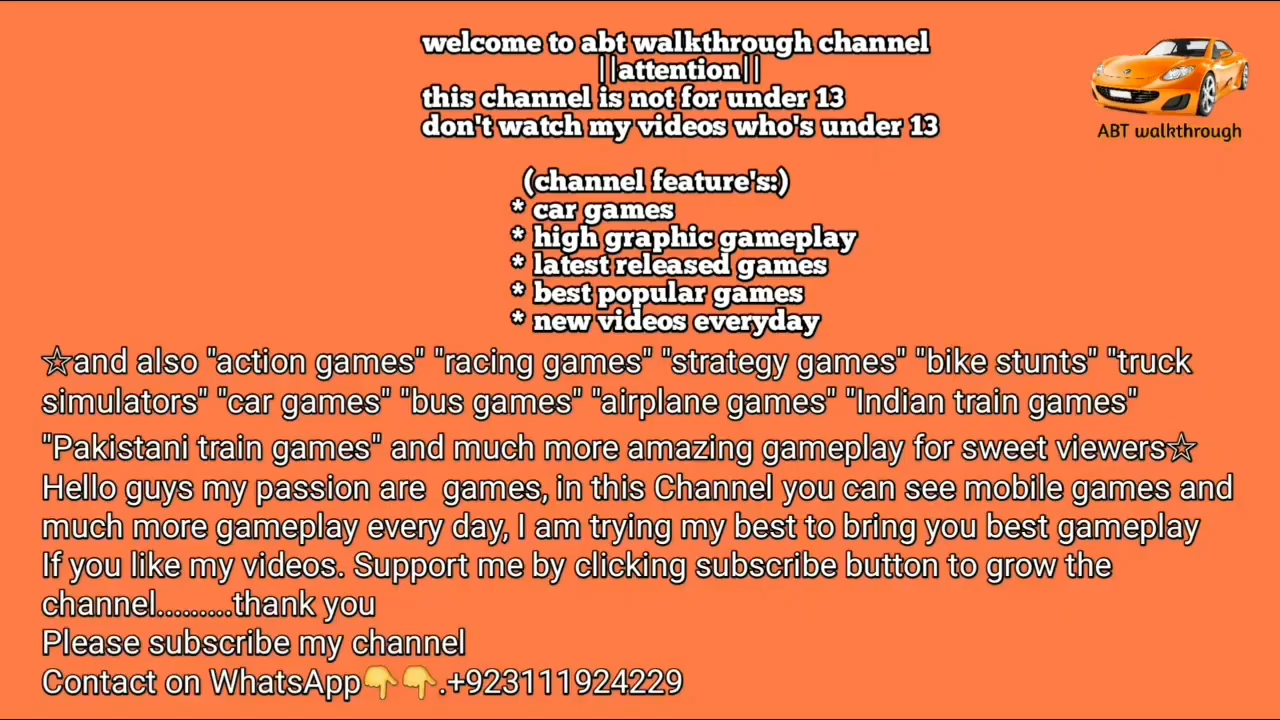 welcome to abt walkthrough channel
||attention||
this channel is not for under 13
don't watch my videos who's under 13
ABT walkthrough
(channel feature's:)
* car games
* high graphic gameplay
* latest released games
* best popular games
* new videos everyday
☆and also "action games" "racing games" "strategy games" "bike stunts" "truck
simulators" "car games" "bus games" "airplane games" "Indian train games"
"Pakistani train games" and much more amazing gameplay for sweet viewers☆
Hello guys my passion are  games, in this Channel you can see mobile games and
much more gameplay every day, I am trying my best to bring you best gameplay
If you like my videos. Support me by clicking subscribe button to grow the
channel.........thank you
Please subscribe my channel
Contact on WhatsApp👇👇.+923111924229